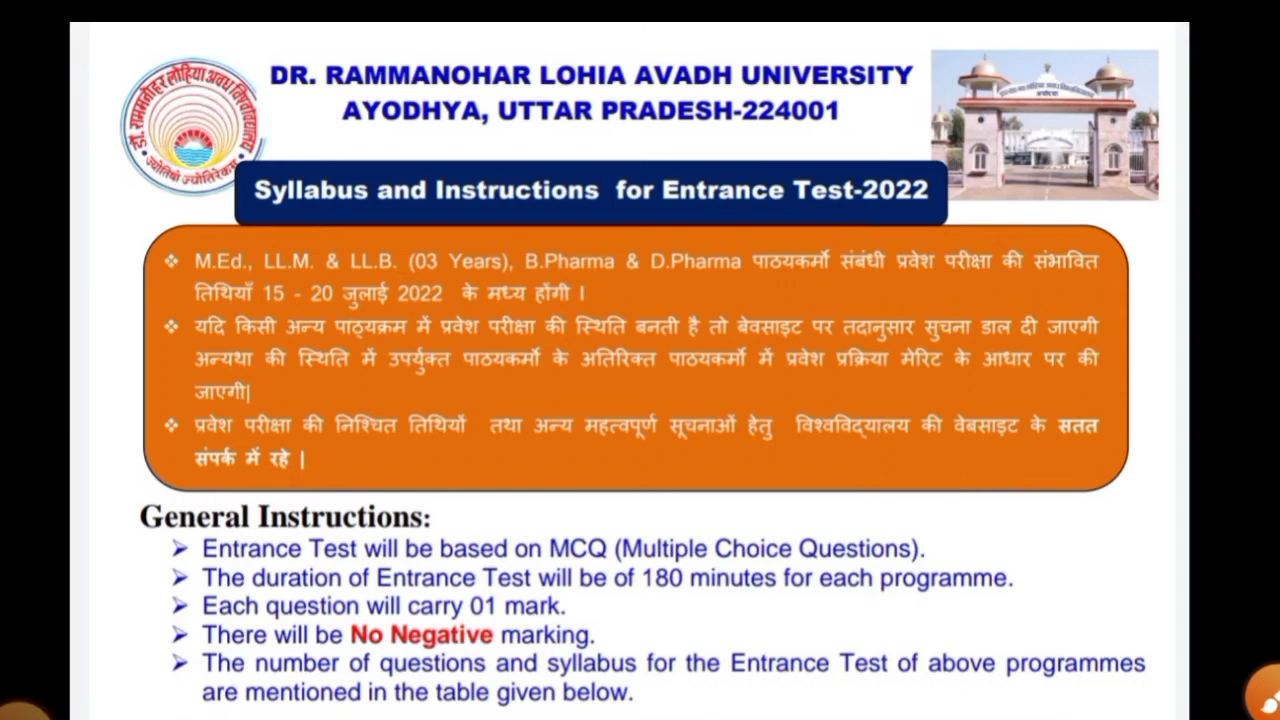 DR. RAMMANOHAR LOHIA AVADH UNIVERSITY
AYODHYA, UTTAR PRADESH-224001
डॉ. राममनोहर लोहिया अवध विश्वविद्यालय
Syllabus and Instructions for Entrance Test-2022
❖ M.Ed., LL.M. & LL.B. (03 Years), B.Pharma & D.Pharma पाठयकर्मो संबंधी प्रवेश परीक्षा की संभावित
तिथियाँ 15 - 20 जुलाई 2022 के मध्य होंगी ।
❖ यदि किसी अन्य पाठ्यक्रम में प्रवेश परीक्षा की स्थिति बनती है तो बेवसाइट पर तदानुसार सुचना डाल दी जाएगी
अन्यथा की स्थिति में उपर्युक्त पाठयकर्मो के अतिरिक्त पाठयकर्मो में प्रवेश प्रक्रिया मेरिट के आधार पर की
जाएगी|
❖ प्रवेश परीक्षा की निश्चित तिथियों तथा अन्य महत्वपूर्ण सूचनाओं हेतु विश्वविद्यालय की वेबसाइट के सतत
संपर्क में रहे |
General Instructions:
➢ Entrance Test will be based on MCQ (Multiple Choice Questions).
➢ The duration of Entrance Test will be of 180 minutes for each programme.
➢ Each question will carry 01 mark.
➢ There will be No Negative marking.
➢ The number of questions and syllabus for the Entrance Test of above programmes
are mentioned in the table given below.